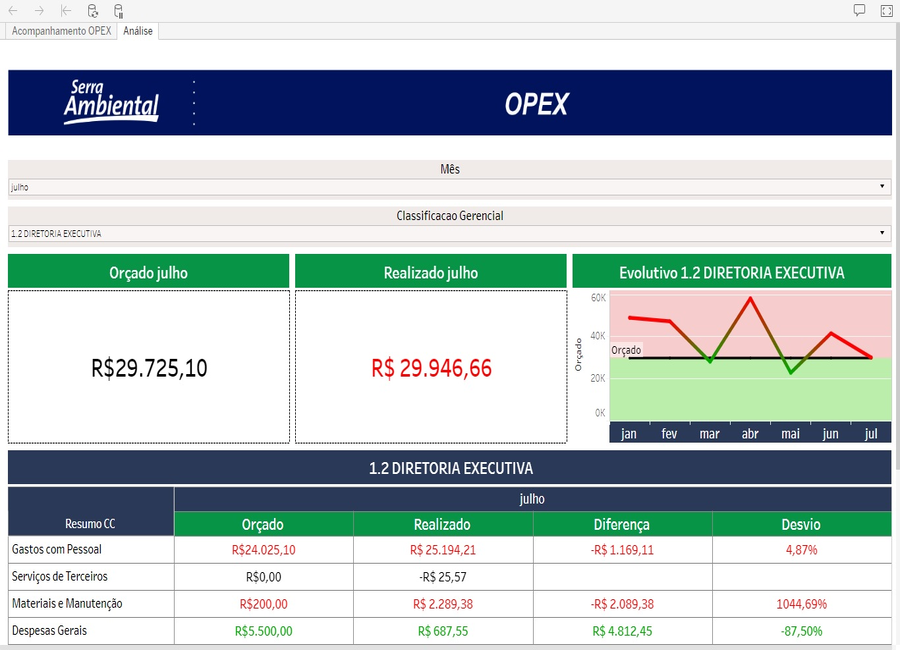 Acompanhamento OPEX Análise
Serra
Ambiental
OPEX
Mês
julho
Classificacao Gerencial
1.2 DIRETORIA EXECUTIVA
Orçado julho Realizado julho Evolutivo 1.2 DIRETORIA EXECUTIVA
R$29.725,10 R$ 29.946,66
Orçado
60K
40K
20K
0K
Orçado
jan fev mar abr mai jun jul
1.2 DIRETORIA EXECUTIVA
julho
Resumo CC Orçado Realizado Diferença Desvio
Gastos com Pessoal R$24.025,10 R$ 25.194,21 -R$ 1.169,11 4,87%
Serviços de Terceiros R$0,00 -R$ 25,57
Materiais e Manutenção R$200,00 R$ 2.289,38 -R$ 2.089,38 1044,69%
Despesas Gerais R$5.500,00 R$ 687,55 R$ 4.812,45 -87,50%